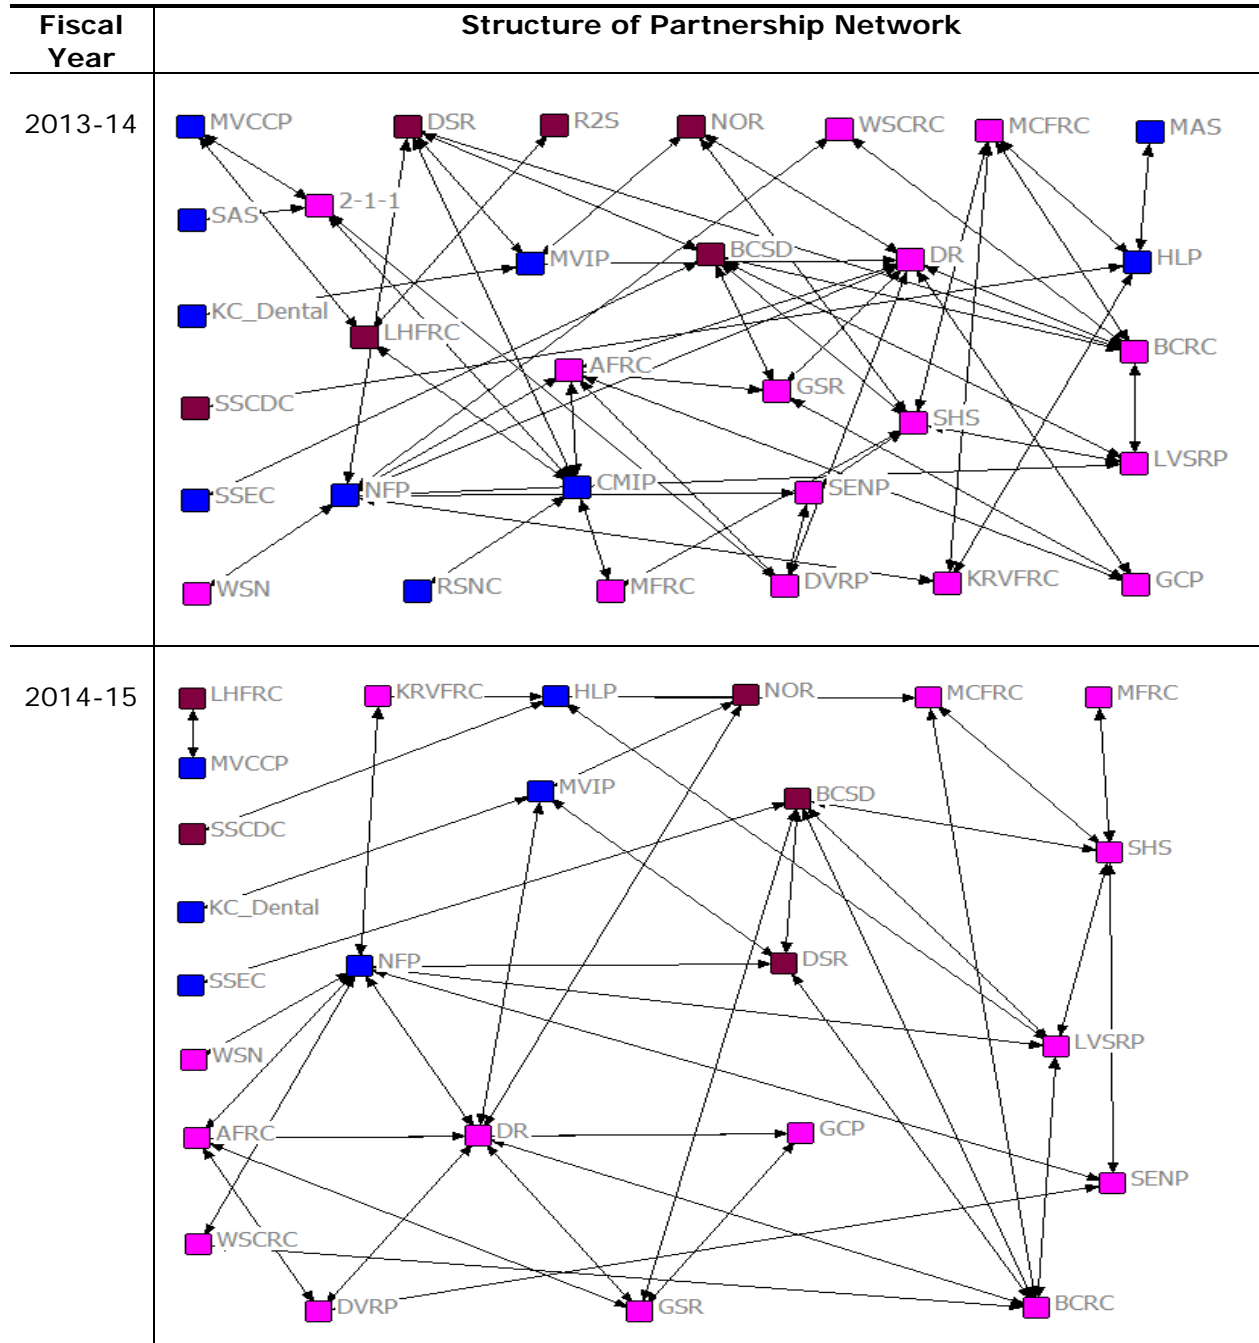 Fiscal Year
Structure of Partnership Network
2013-14
MVCCP
DSR
R2S
NOR
WSCRC
MCFRC
MAS
SAS
2-1-1
MVIP
BCSD
DR
HLP
KC_Dental
LHFRC
AFRC
GSR
BCRC
SSCDC
SHS
LVSRP
SSEC
NFP
CMIP
SENP
WSN
RSNC
MFRC
DVRP
KRVFRC
GCP
2014-15
LHFRC
KRVFRC
HLP
NOR
MCFRC
MFRC
MVCCP
MVIP
BCSD
SSCDC
SHS
KC_Dental
NFP
DSR
SSEC
WSN
LVSRP
AFRC
DR
GCP
SENP
WSCRC
DVRP
GSR
BCRC